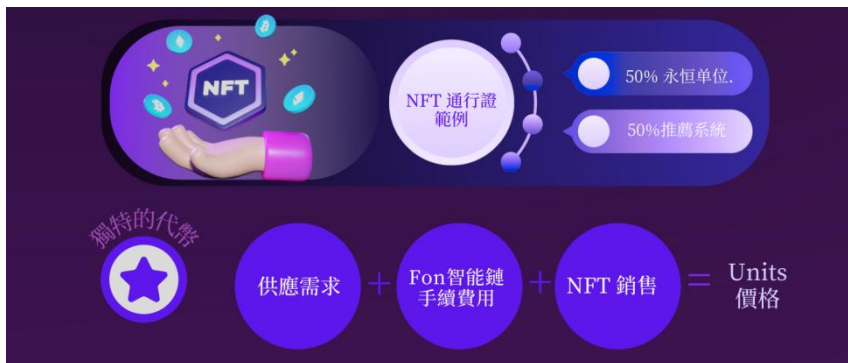 NFT
NFT 通行證
範例
50% 永恒单位.
50%推薦系統
獨特的代幣
供應需求
+
Fon智能鏈
手續費用
+
NFT 銷售
=
Units
價格